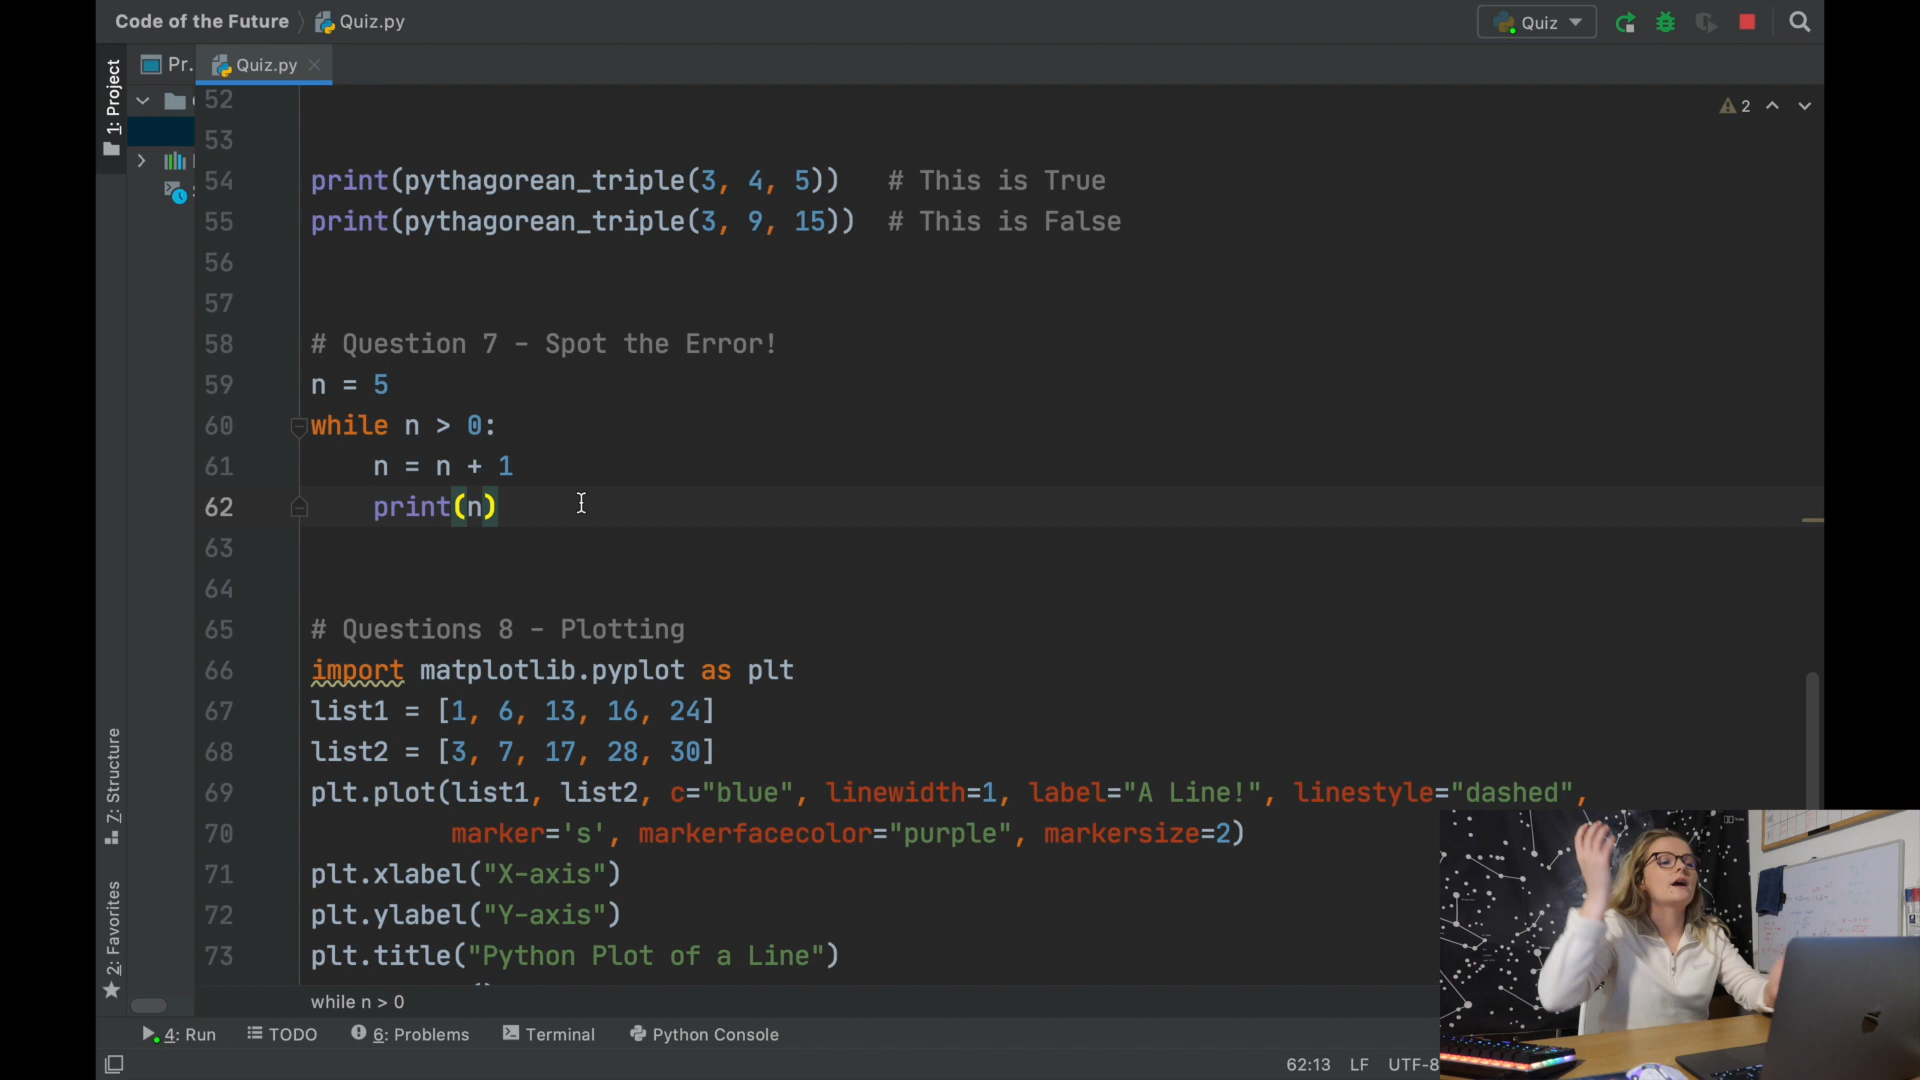 Code of the Future
Quiz.py
Quiz
1: Project
Pr.
Quiz.py
2
52
53
54 print(pythagorean_triple(3, 4, 5)) # This is True
55 print(pythagorean_triple(3, 9, 15)) # This is False
56
57
58 # Question 7 - Spot the Error!
59 n = 5
60 while n > 0:
61 n = n + 1
62 print(n)
63
64
65 # Questions 8 - Plotting
66 import matplotlib.pyplot as plt
67 list1 = [1, 6, 13, 16, 24]
68 list2 = [3, 7, 17, 28, 30]
69 plt.plot(list1, list2, c="blue", linewidth=1, label="A Line!", linestyle="dashed",
70 marker='s', markerfacecolor="purple", markersize=2)
71 plt.xlabel("X-axis")
72 plt.ylabel("Y-axis")
73 plt.title("Python Plot of a Line")
7: Structure
2: Favorites
while n > 0
4: Run
TODO
6: Problems
Terminal
Python Console
62:13 LF UTF-8